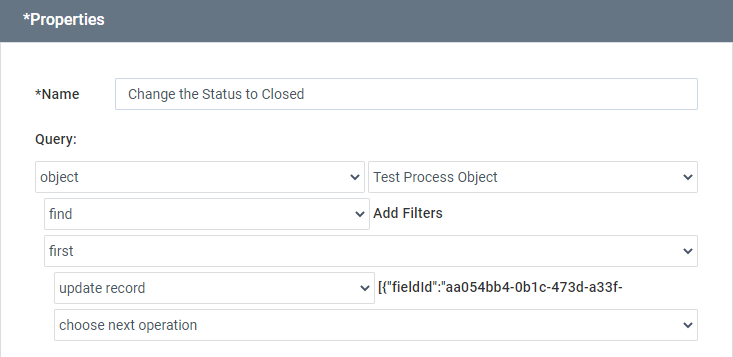 *Properties
*Name Change the Status to Closed
Query:
object Test Process Object
find Add Filters
first
update record [{"fieldId":"aa054bb4-0b1c-473d-a33f-
choose next operation